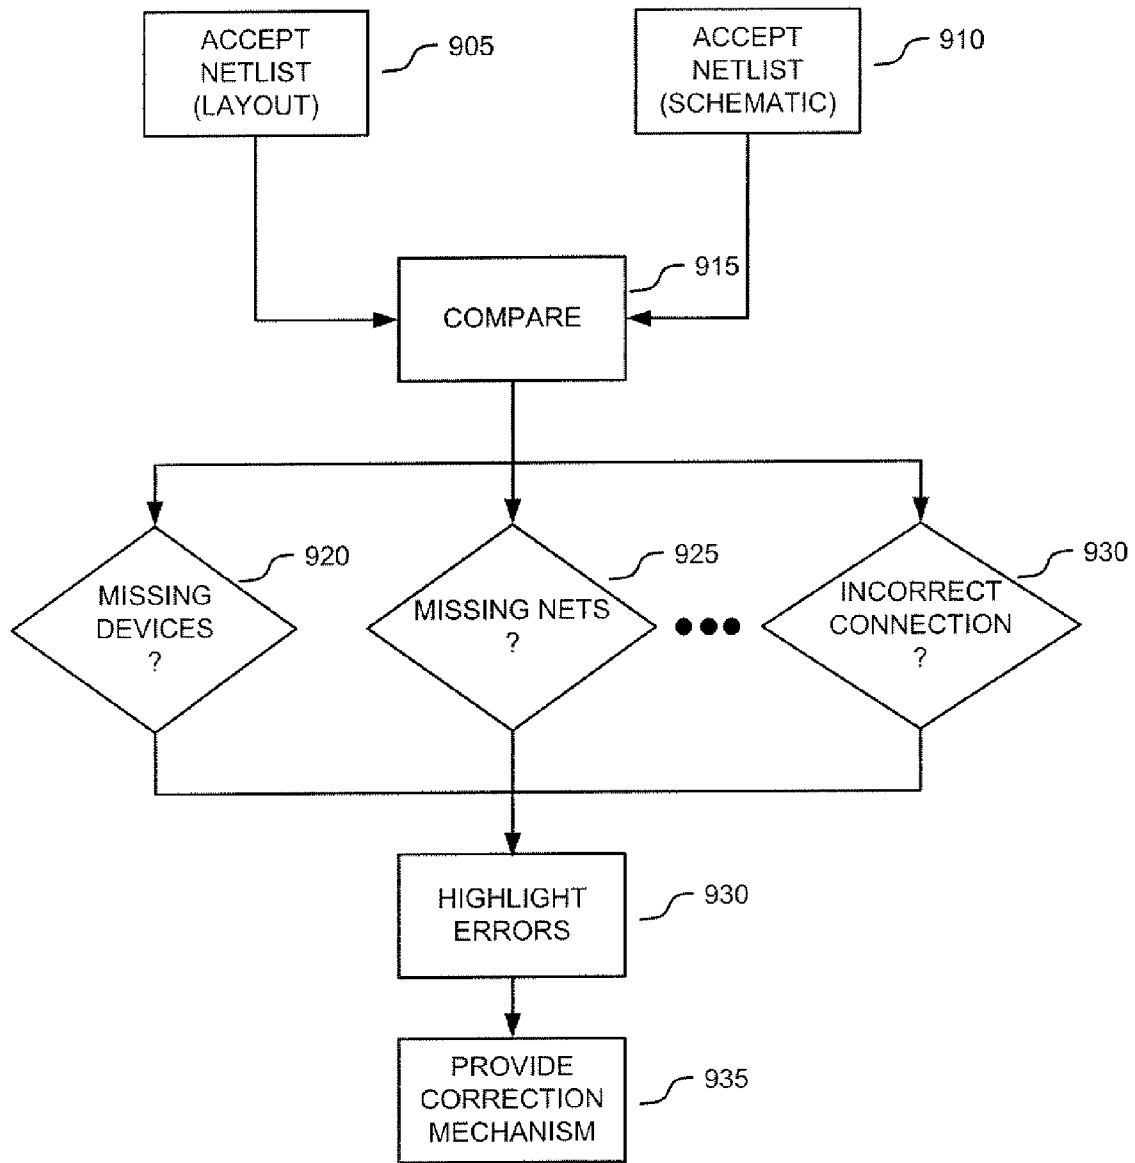 ACCEPT
NETLIST
(LAYOUT)
905
ACCEPT
NETLIST
(SCHEMATIC)
910
COMPARE
915
MISSING
DEVICES
?
920
MISSING NETS
?
925
INCORRECT
CONNECTION
?
930
HIGHLIGHT
ERRORS
930
PROVIDE
CORRECTION
MECHANISM
935